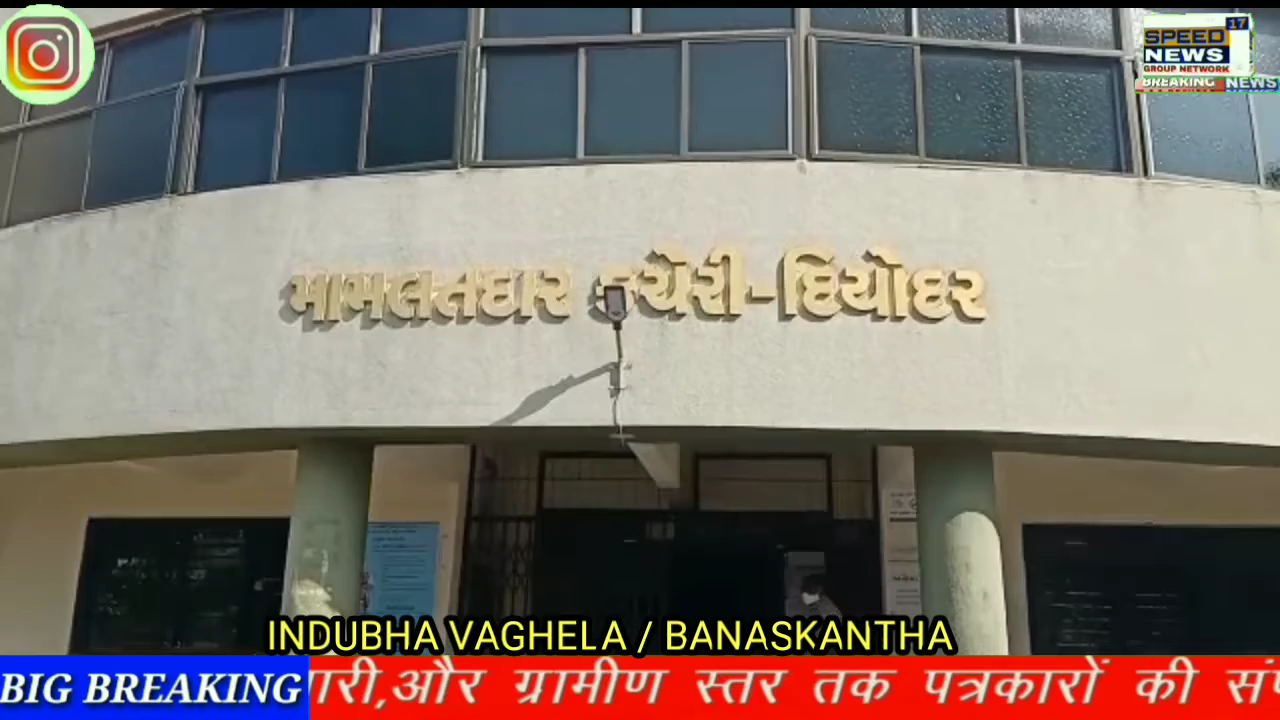 17
SPEED
NEWS
GROUP NETWORK
BREAKING NEWS
મામલતદાર કચેરી-દિયોદર
INDUBHA VAGHELA / BANASKANTHA
BIG BREAKING
ारी,और ग्रामीण स्तर तक पत्रकारों की सं